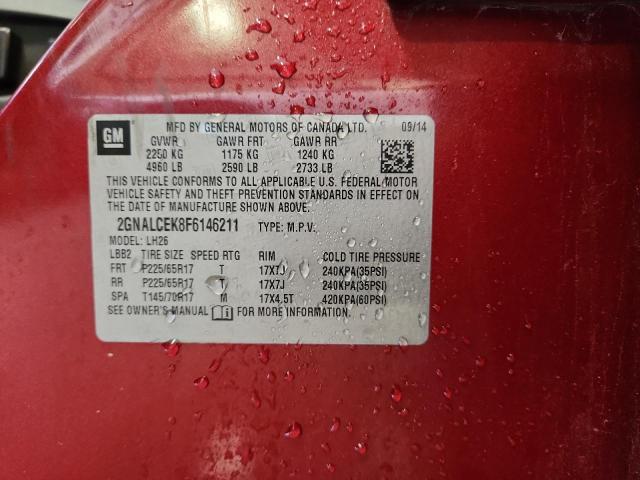 GM
MFD BY GENERAL MOTORS OF CANADA LTD. 09/14
GVWR GAWR FRT GAWR RR
2250 KG 1175 KG 1240 KG
4960 LB 2590 LB 2733 LB
THIS VEHICLE CONFORMS TO ALL APPLICABLE U.S. FEDERAL MOTOR
VEHICLE SAFETY AND THEFT PREVENTION STANDARDS IN EFFECT ON
THE DATE OF MANUFACTURE SHOWN ABOVE.
2GNALCEK8F6146211 TYPE: M.P.V.
MODEL: LH26
LBB2 TIRE SIZE SPEED RTG RIM COLD TIRE PRESSURE
FRT P225/65R17 T 17X7J 240KPA(35PSI)
RR P225/65R17 T 17X7J 240KPA(35PSI)
SPA T145/70R17 M 17X4.5T 420KPA(60PSI)
SEE OWNER'S MANUAL FOR MORE INFORMATION.